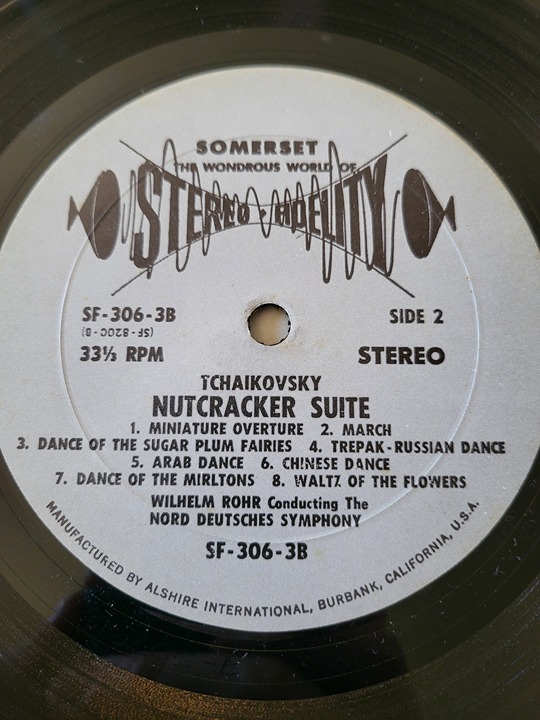 SOMERSET
THE WONDROUS WORLD OF
STEREO-FIDELITY
SF-306-3B
(SF-8200-B)
SIDE 2
33⅓ RPM
STEREO
TCHAIKOVSKY
NUTCRACKER SUITE
1. MINIATURE OVERTURE 2. MARCH
3. DANCE OF THE SUGAR PLUM FAIRIES 4. TREPAK-RUSSIAN DANCE
5. ARAB DANCE 6. CHINESE DANCE
7. DANCE OF THE MIRLTONS 8. WALTZ OF THE FLOWERS
WILHELM ROHR Conducting The
NORD DEUTSCHES SYMPHONY
SF-306-3B
MANUFACTURED BY ALSHIRE INTERNATIONAL, BURBANK, CALIFORNIA, U.S.A.